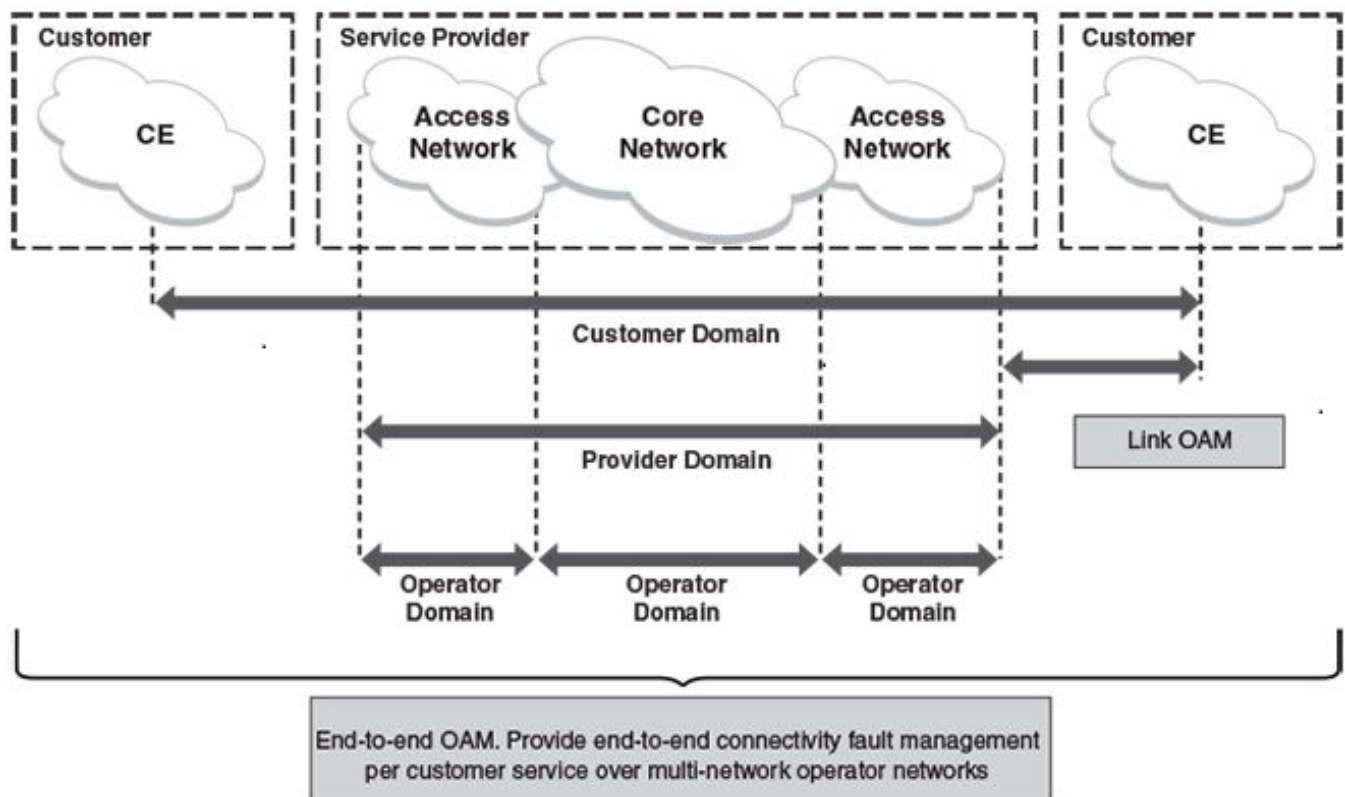 Customer
Service Provider
Customer
CE
Access
Network
Core
Network
Access
Network
CE
Customer Domain
Link OAM
Provider Domain
Operator
Domain
Operator
Domain
Operator
Domain
End-to-end OAM. Provide end-to-end connectivity fault management
per customer service over multi-network operator networks